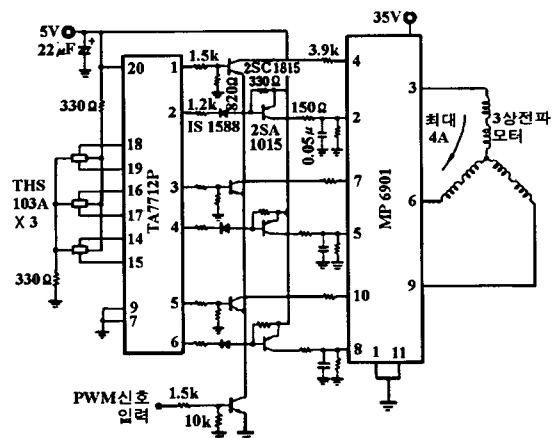 5V
22μF
330Ω
THS
103A
X 3
330Ω
20
18
19
16
17
14
15
9
7
TA7712P
1
2
3
4
5
6
1.5k
1.2k
820Ω
IS 1588
2SC1815
330Ω
2SA
1015
3.9k
150Ω
0.05μ
35V
4
2
7
5
10
8
MP 6901
1 11
3
6
9
최대
4A
3상전파
모터
PWM신호
입력
1.5k
10k